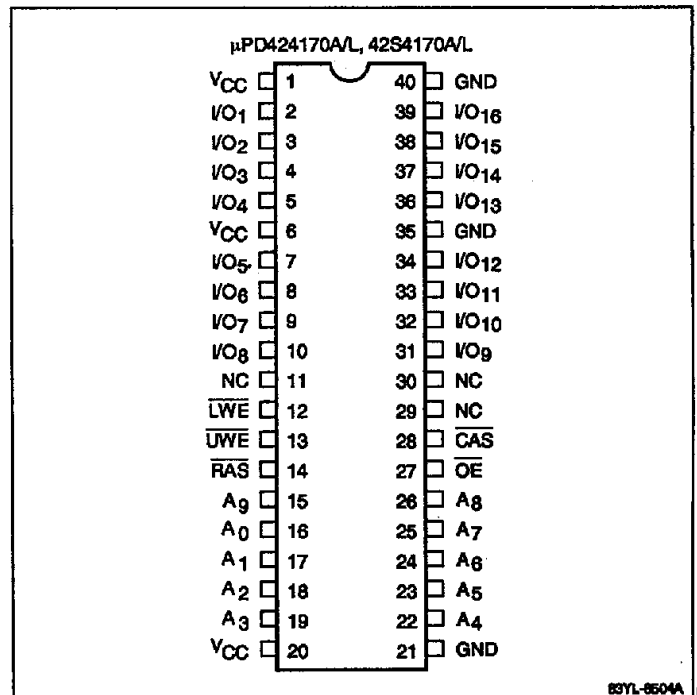 μPD424170A/L, 42S4170A/L
VCC 1 40 GND
I/O1 2 39 I/O16
I/O2 3 38 I/O15
I/O3 4 37 I/O14
I/O4 5 36 I/O13
VCC 6 35 GND
I/O5 7 34 I/O12
I/O6 8 33 I/O11
I/O7 9 32 I/O10
I/O8 10 31 I/O9
NC 11 30 NC
LWE 12 29 NC
UWE 13 28 CAS
RAS 14 27 OE
A9 15 26 A8
A0 16 25 A7
A1 17 24 A6
A2 18 23 A5
A3 19 22 A4
VCC 20 21 GND
83YL-8504A